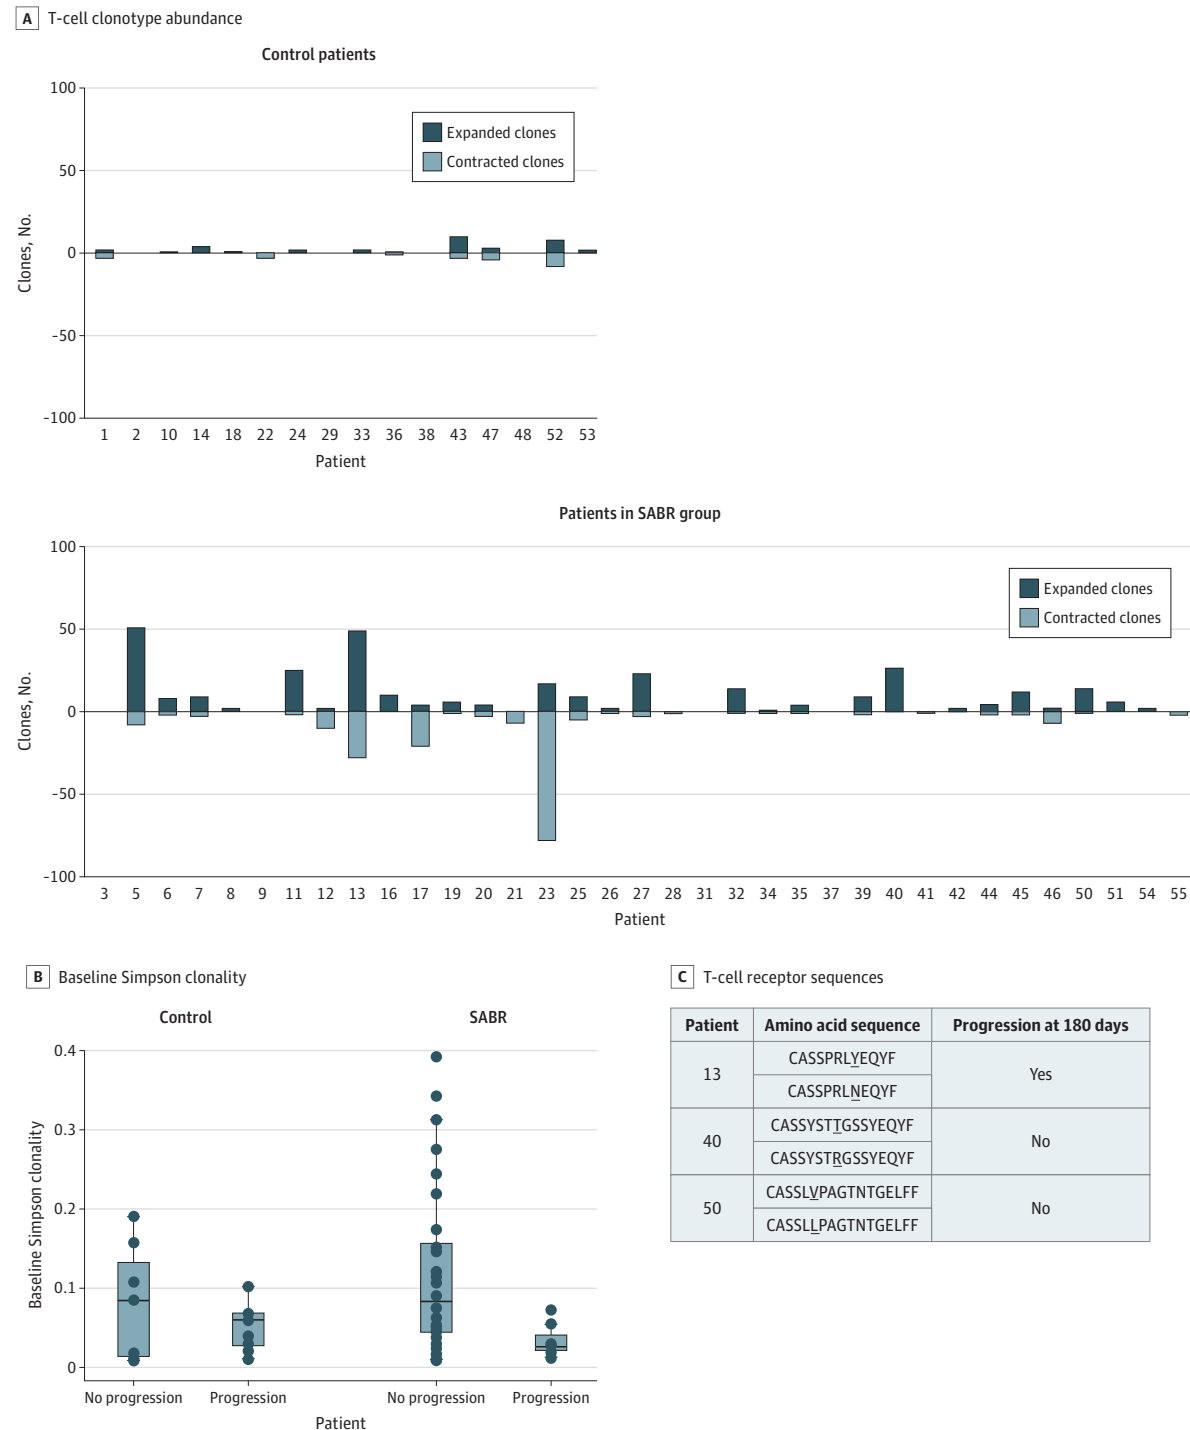 A T-cell clonotype abundance
Control patients
100
50
0
-50
-100
Clones, No.
Expanded clones
Contracted clones
1 2 10 14 18 22 24 29 33 36 38 43 47 48 52 53
Patient
Patients in SABR group
100
50
0
-50
-100
Clones, No.
Expanded clones
Contracted clones
3 5 6 7 8 9 11 12 13 16 17 19 20 21 23 25 26 27 28 31 32 34 35 37 39 40 41 42 44 45 46 50 51 54 55
Patient
B Baseline Simpson clonality
Control SABR
0.4
0.3
0.2
0.1
0
Baseline Simpson clonality
No progression Progression No progression Progression
Patient
C T-cell receptor sequences
Patient Amino acid sequence Progression at 180 days
13 CASSPRLYEQYF Yes
CASSPRLNEQYF
40 CASSYSTTGSSYEQYF No
CASSYSTRGSSYEQYF
50 CASSLVPAGTNTGELFF No
CASSLLPAGTNTGELFF